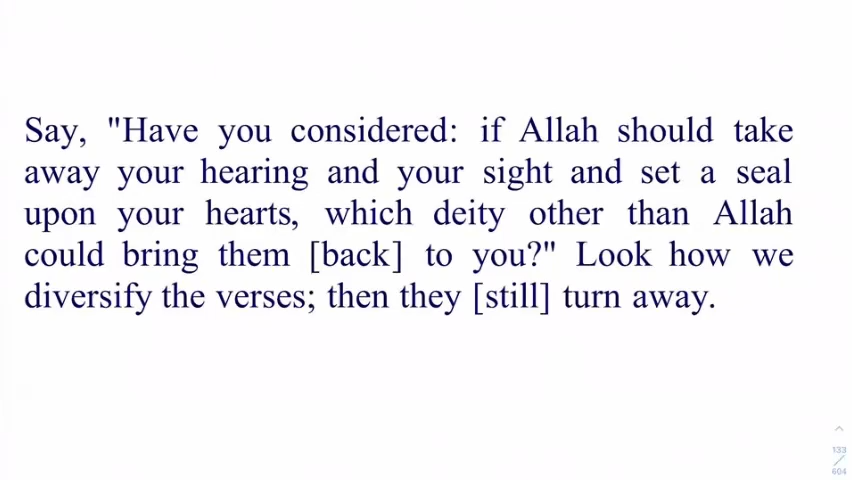 Say, "Have you considered: if Allah should take
away your hearing and your sight and set a seal
upon your hearts, which deity other than Allah
could bring them [back] to you?" Look how we
diversify the verses; then they [still] turn away.
133
604